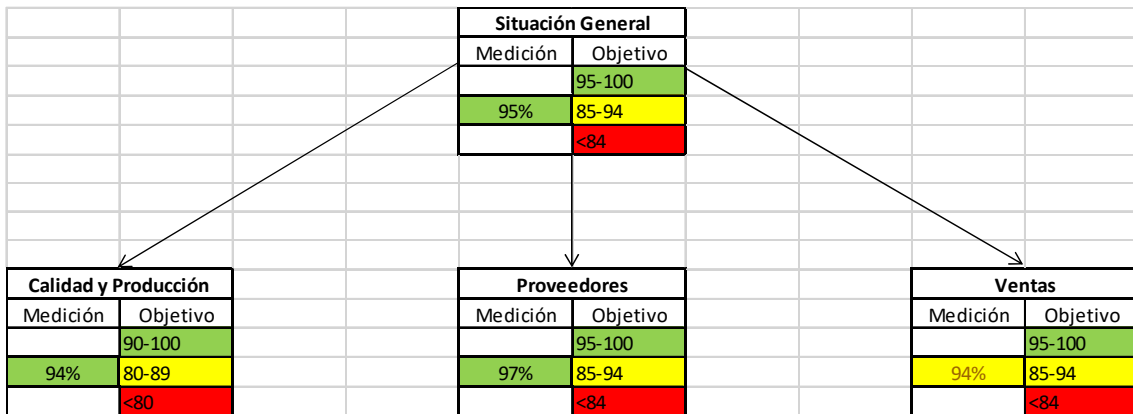 Situación General
Medición Objetivo
95-100
95% 85-94
<84
Calidad y Producción Proveedores Ventas
Medición Objetivo Medición Objetivo Medición Objetivo
90-100 95-100 95-100
94% 80-89 97% 85-94 94% 85-94
<80 <84 <84